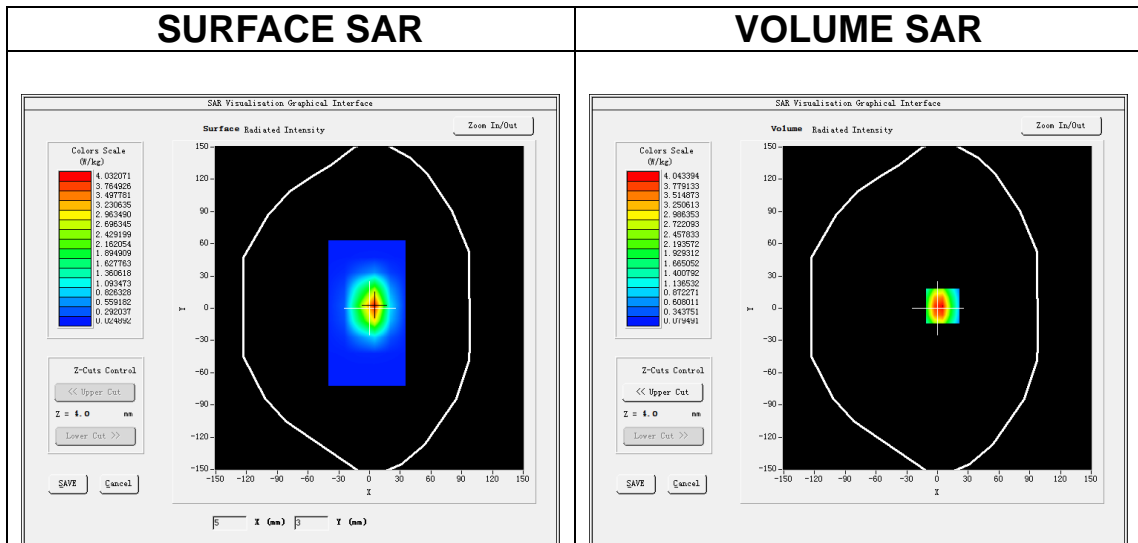 SURFACE SAR
VOLUME SAR
SAR Visualisation Graphical Interface
Surface Radiated Intensity
Zoom In/Out
Colors Scale
(W/kg)
4.032071
3.764926
3.497781
3.230635
2.963490
2.696345
2.429199
2.162054
1.894909
1.627763
1.360618
1.093473
0.826328
0.559182
0.292037
0.024892
Z-Cuts Control
<< Upper Cut
Z = 4.0 mm
Lower Cut >>
SAVE
Cancel
150
120
90
60
30
0
-30
-60
-90
-120
-150
Y
-150 -120 -90 -60 -30 0 30 60 90 120 150
X
5 X (mm) 3 Y (mm)
SAR Visualisation Graphical Interface
Volume Radiated Intensity
Zoom In/Out
Colors Scale
(W/kg)
4.043394
3.779133
3.514873
3.250613
2.986353
2.722093
2.457833
2.193572
1.929312
1.665052
1.400792
1.136532
0.872271
0.608011
0.343751
0.079491
Z-Cuts Control
<< Upper Cut
Z = 4.0 mm
Lower Cut >>
SAVE
Cancel
150
120
90
60
30
0
-30
-60
-90
-120
-150
Y
-150 -120 -90 -60 -30 0 30 60 90 120 150
X